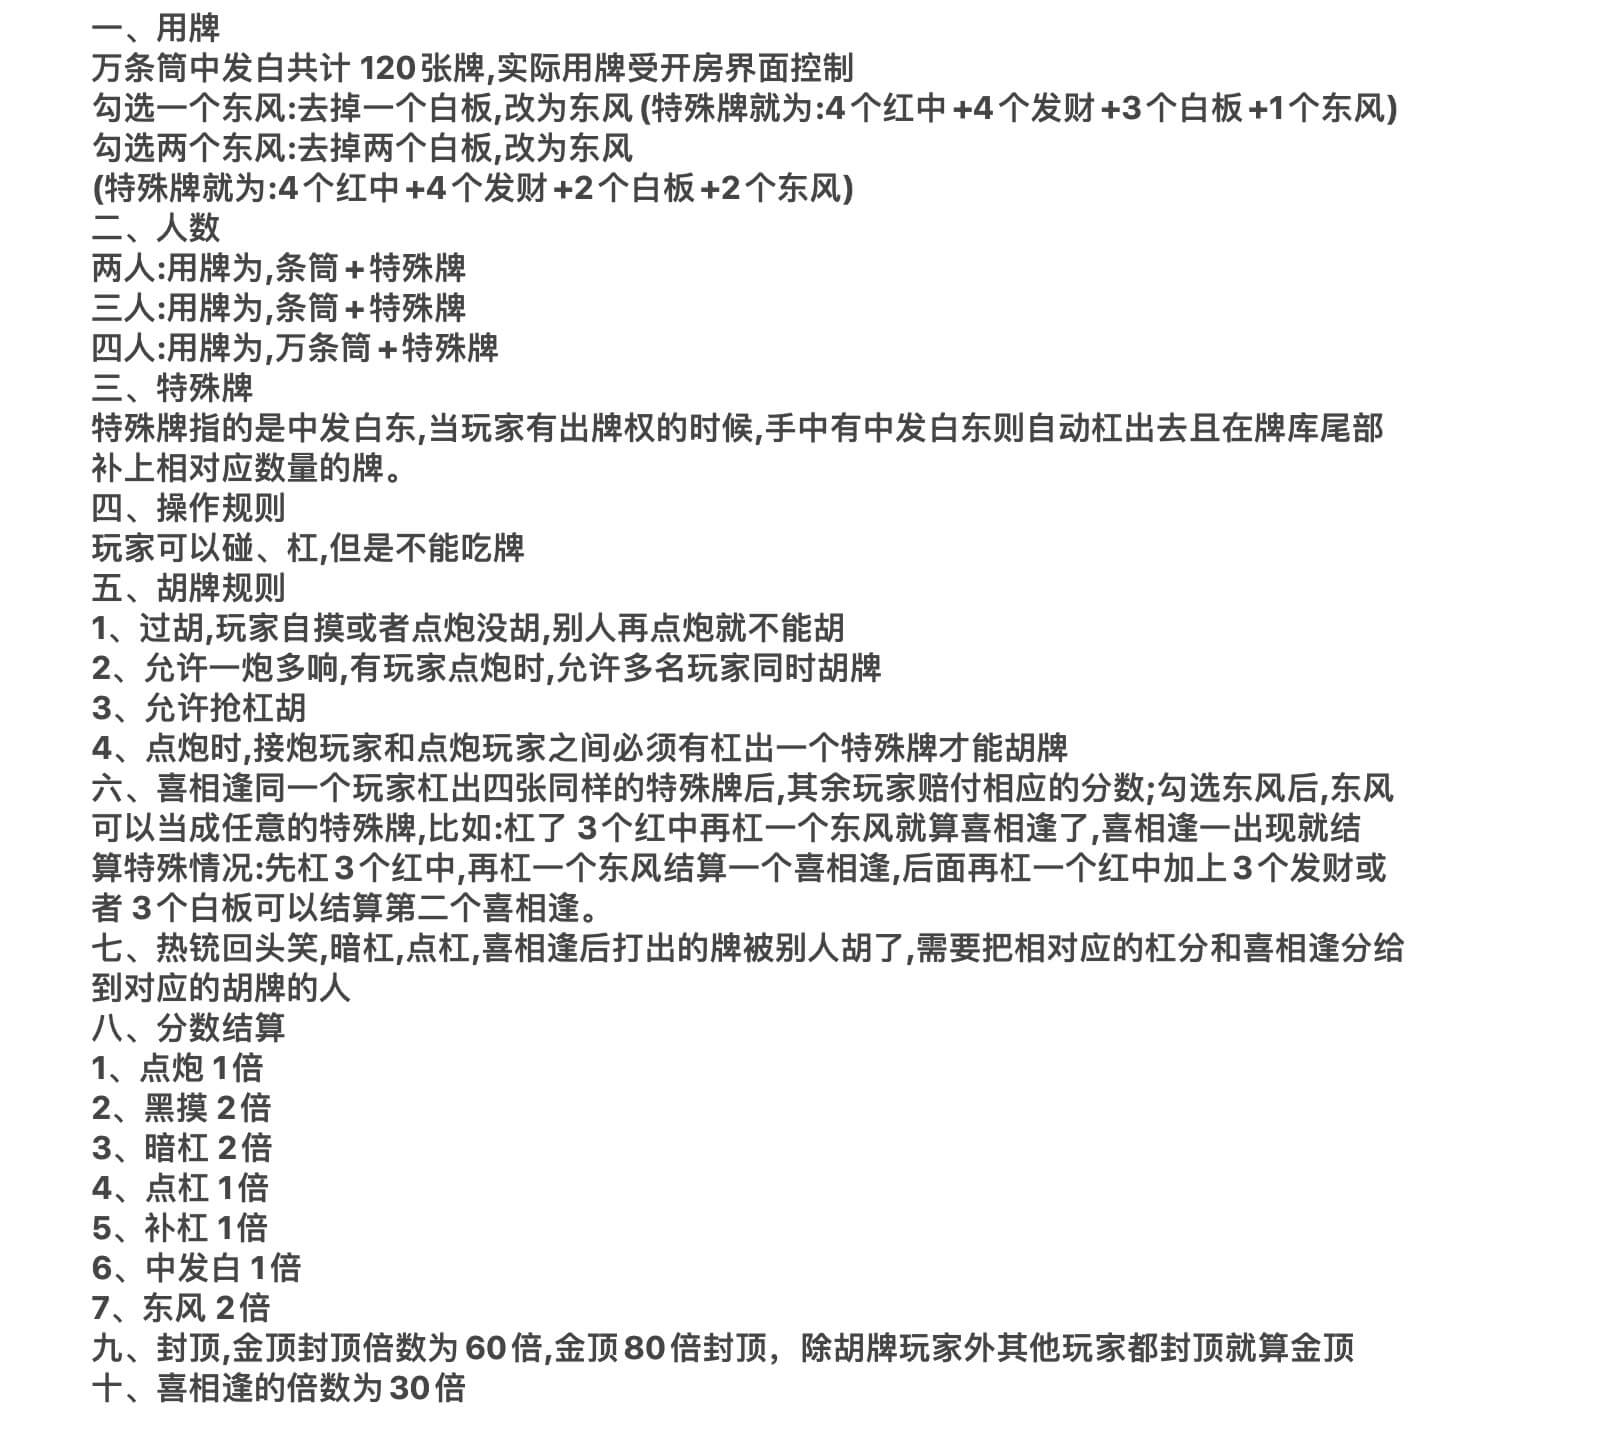 一、用牌
万条筒中发白共计 120张牌,实际用牌受开房界面控制
勾选一个东风:去掉一个白板,改为东风(特殊牌就为:4个红中+4个发财+3个白板+1个东风)
勾选两个东风:去掉两个白板,改为东风
(特殊牌就为:4个红中+4个发财+2个白板+2个东风)
二、人数
两人:用牌为,条筒+特殊牌
三人:用牌为,条筒+特殊牌
四人:用牌为,万条筒+特殊牌
三、特殊牌
特殊牌指的是中发白东,当玩家有出牌权的时候,手中有中发白东则自动杠出去且在牌库尾部
补上相对应数量的牌。
四、操作规则
玩家可以碰、杠,但是不能吃牌
五、胡牌规则
1、过胡,玩家自摸或者点炮没胡,别人再点炮就不能胡
2、允许一炮多响,有玩家点炮时,允许多名玩家同时胡牌
3、允许抢杠胡
4、点炮时,接炮玩家和点炮玩家之间必须有杠出一个特殊牌才能胡牌
六、喜相逢同一个玩家杠出四张同样的特殊牌后,其余玩家赔付相应的分数;勾选东风后,东风
可以当成任意的特殊牌,比如:杠了 3个红中再杠一个东风就算喜相逢了,喜相逢一出现就结
算特殊情况:先杠3个红中,再杠一个东风结算一个喜相逢,后面再杠一个红中加上3个发财或
者 3个白板可以结算第二个喜相逢。
七、热铳回头笑,暗杠,点杠,喜相逢后打出的牌被别人胡了,需要把相对应的杠分和喜相逢分给
到对应的胡牌的人
八、分数结算
1、点炮 1倍
2、黑摸 2倍
3、暗杠 2倍
4、点杠 1倍
5、补杠 1倍
6、中发白 1倍
7、东风 2倍
九、封顶,金顶封顶倍数为60倍,金顶80倍封顶，除胡牌玩家外其他玩家都封顶就算金顶
十、喜相逢的倍数为30倍